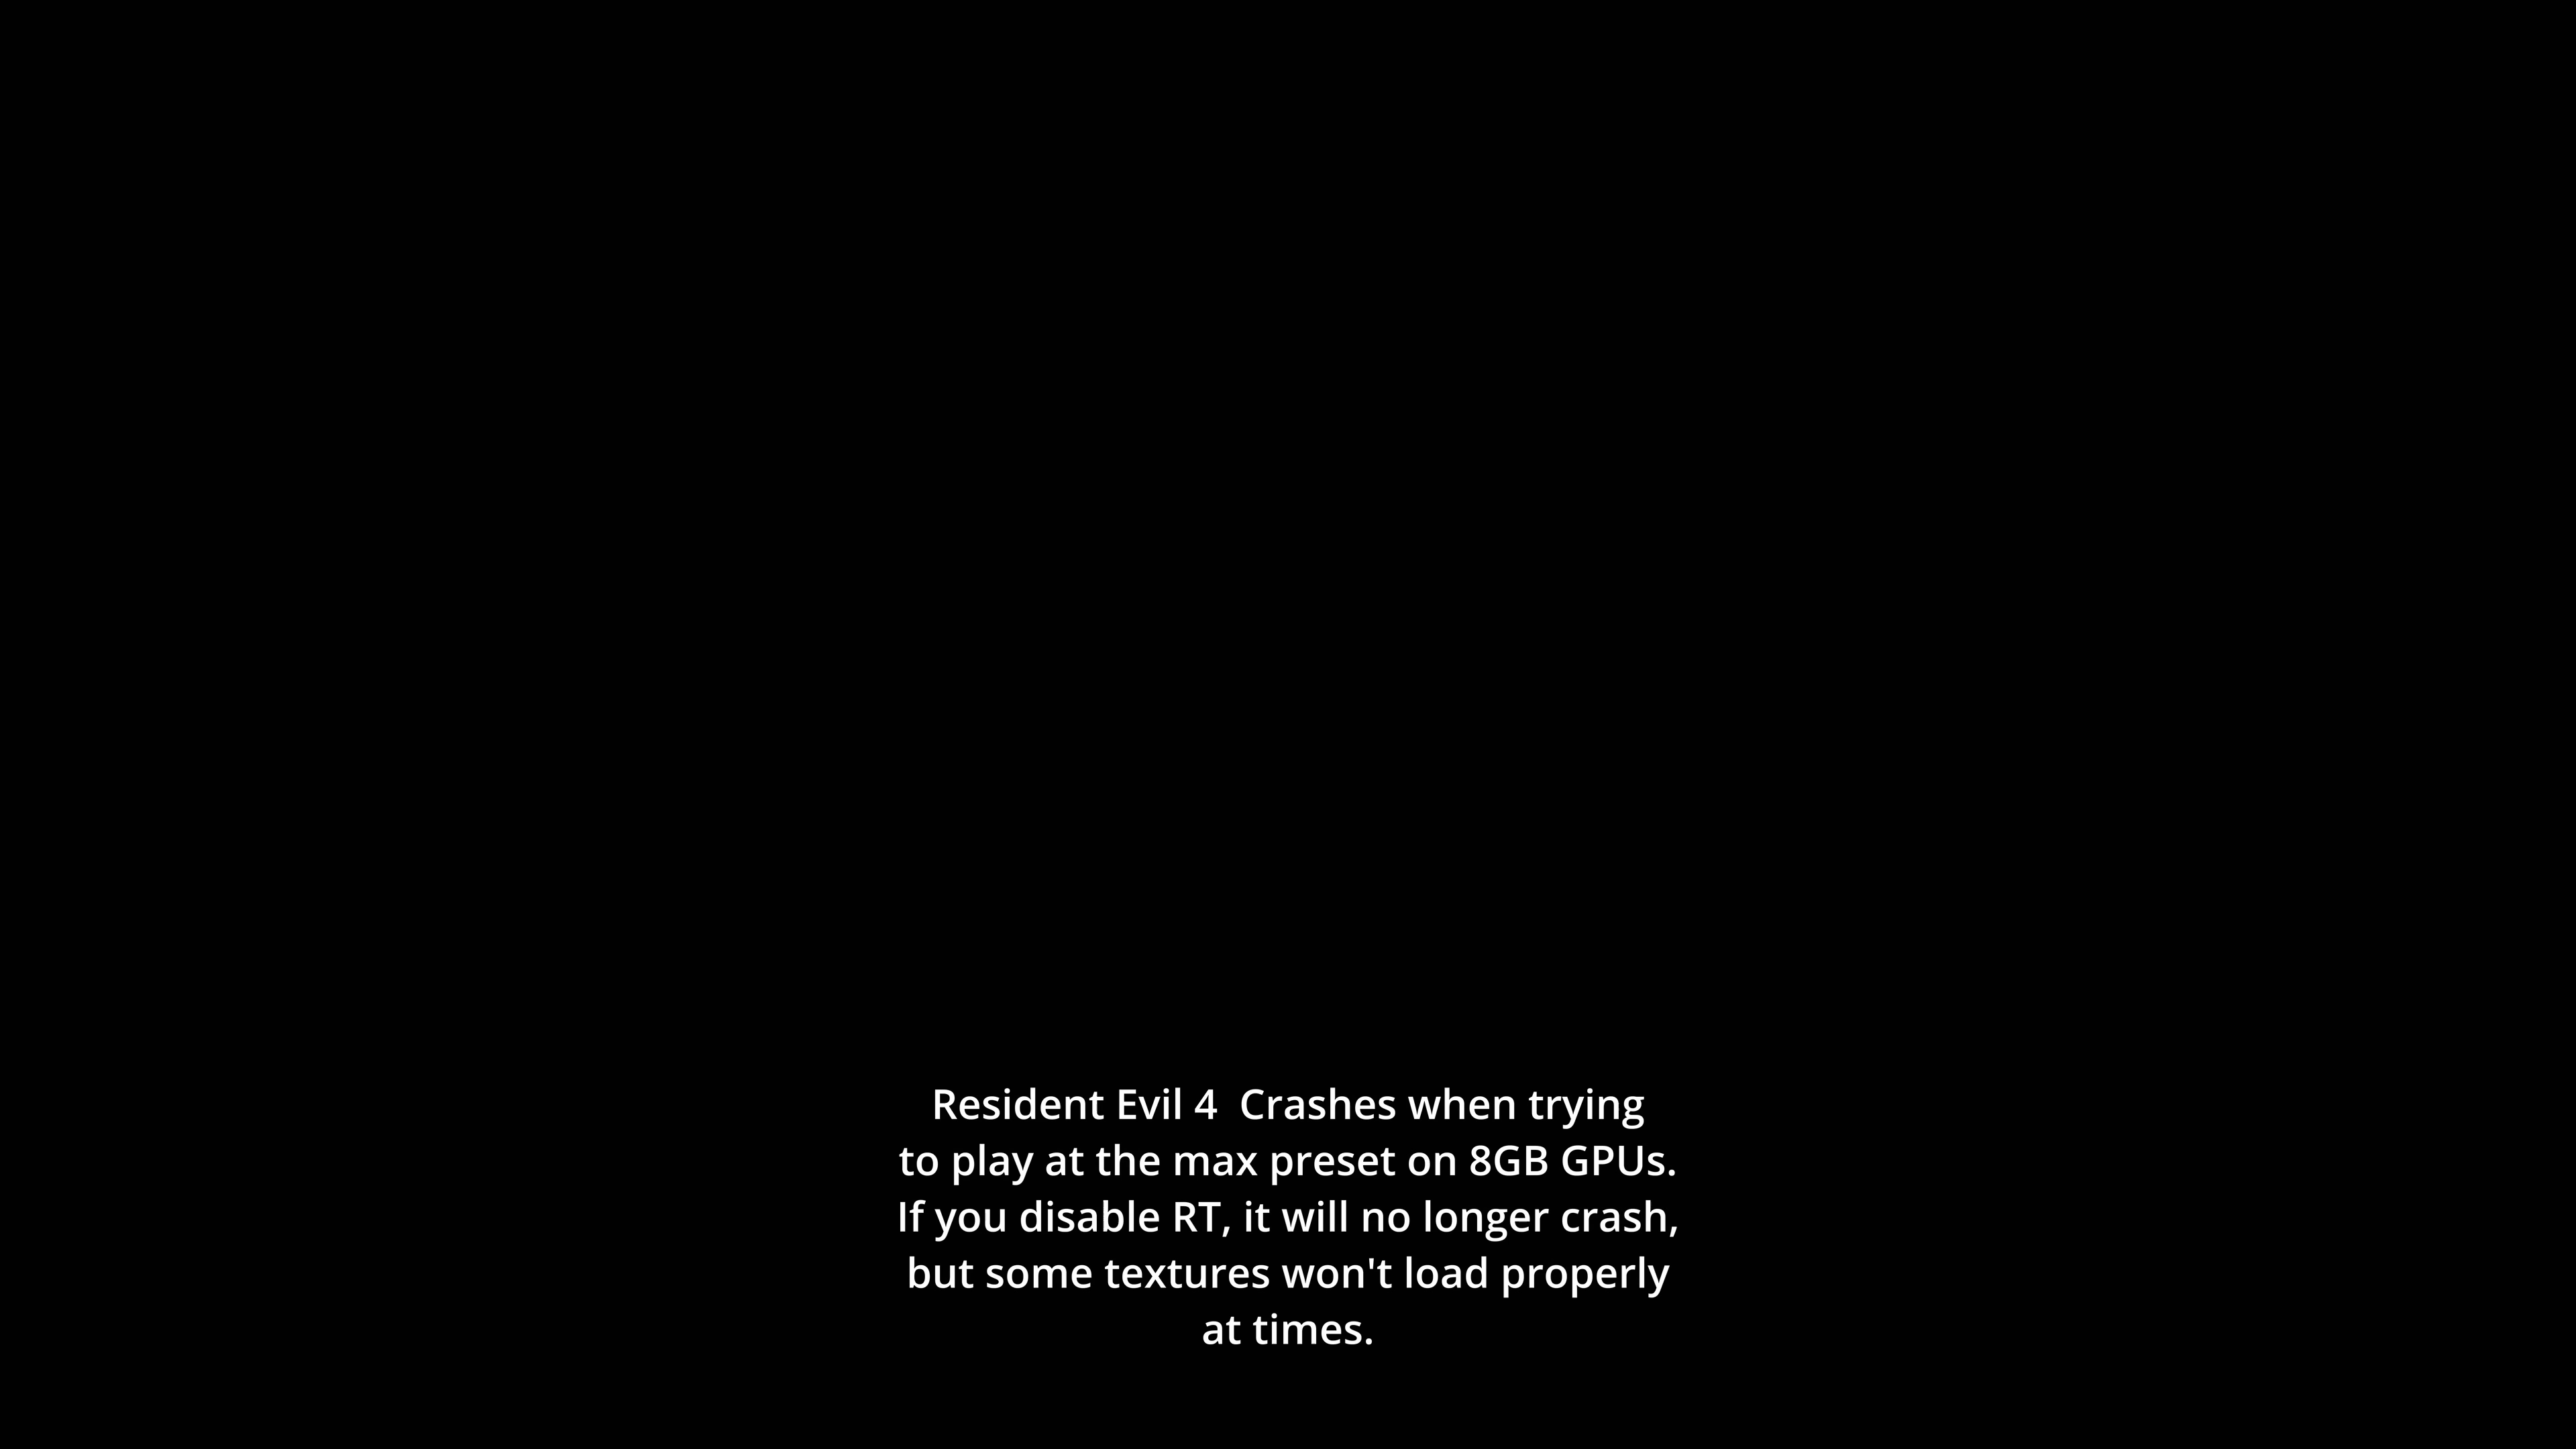 Resident Evil 4  Crashes when trying
to play at the max preset on 8GB GPUs.
If you disable RT, it will no longer crash,
but some textures won't load properly
at times.